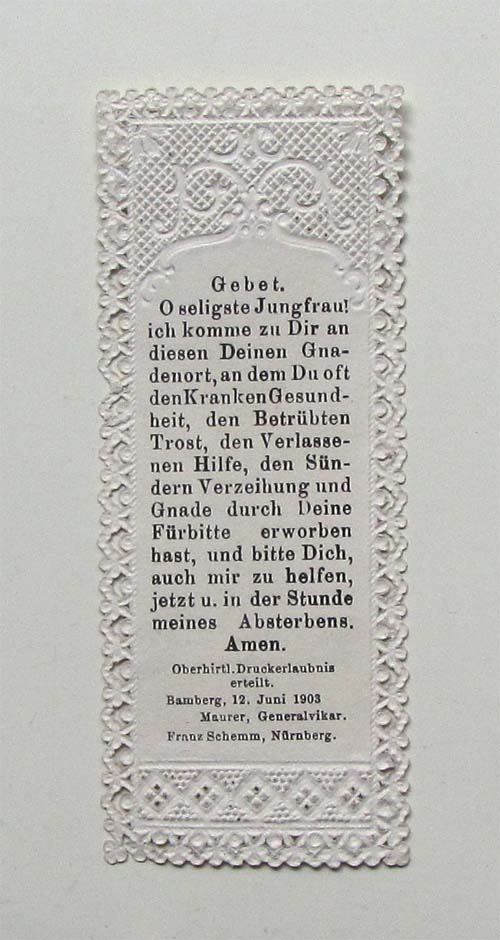 Gebet.
O seligste Jungfrau!
ich komme zu Dir an
diesen Deinen Gna-
denort, an dem Du oft
den Kranken Gesund-
heit, den Betrübten
Trost, den Verlasse-
nen Hilfe, den Sün-
dern Verzeihung und
Gnade durch Deine
Fürbitte erworben
hast, und bitte Dich,
auch mir zu helfen,
jetzt u. in der Stunde
meines Absterbens.
Amen.
Oberhirtl. Druckerlaubnis
erteilt.
Bamberg, 12. Juni 1903
Maurer, Generalvikar.
Franz Schemm, Nürnberg.